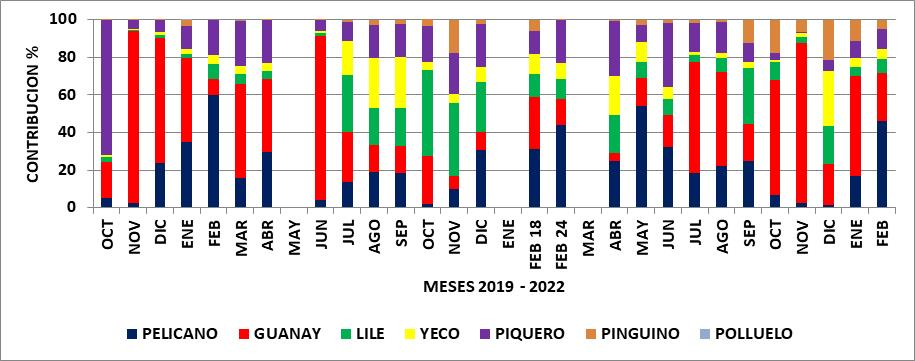 CONTRIBUCION %
100
80
60
40
20
0
OCT NOV DIC ENE FEB MAR ABR MAY JUN JUL AGO SEP OCT NOV DIC ENE FEB 18 FEB 24 MAR ABR MAY JUN JUL AGO SEP OCT NOV DIC ENE FEB
MESES 2019 - 2022
PELICANO GUANAY LILE YECO PIQUERO PINGUINO POLLUELO